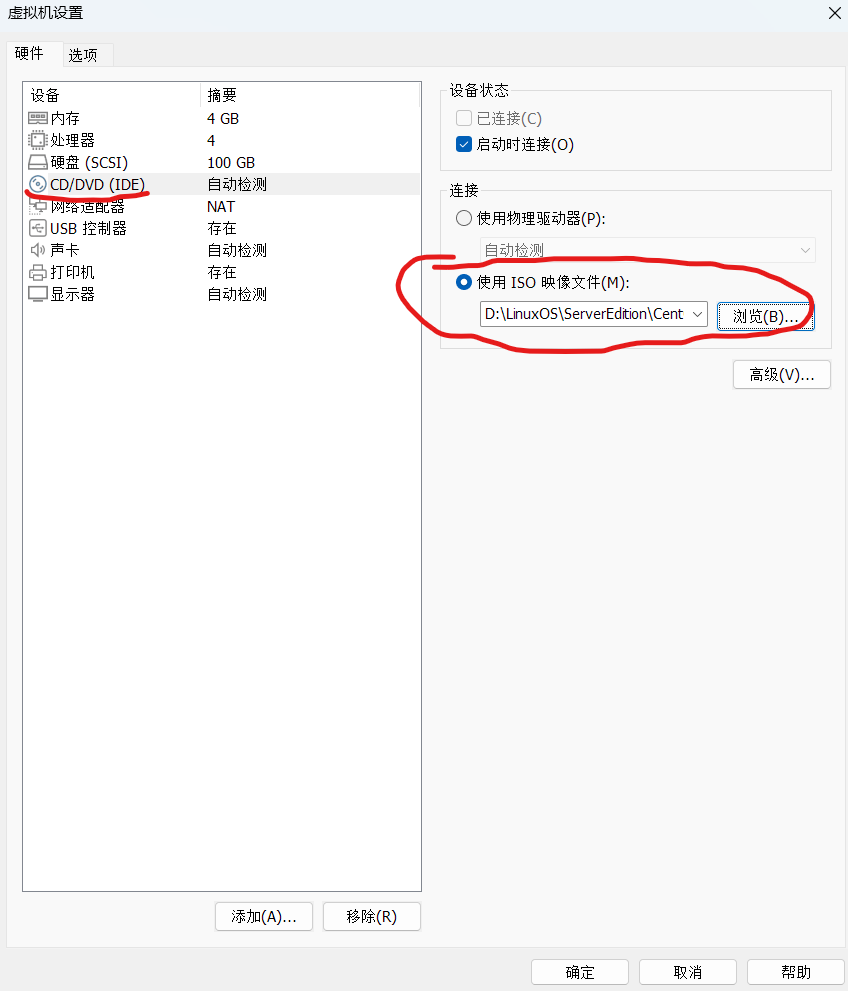 虚拟机设置
硬件 选项
设备 摘要
内存 4 GB
处理器 4
硬盘 (SCSI) 100 GB
CD/DVD (IDE) 自动检测
网络适配器 NAT
USB 控制器 存在
声卡 自动检测
打印机 存在
显示器 自动检测
添加(A)... 移除(R)
设备状态
已连接(C)
启动时连接(O)
连接
使用物理驱动器(P):
自动检测
使用 ISO 映像文件(M):
D:\LinuxOS\ServerEdition\Cent 浏览(B)...
高级(V)...
确定 取消 帮助